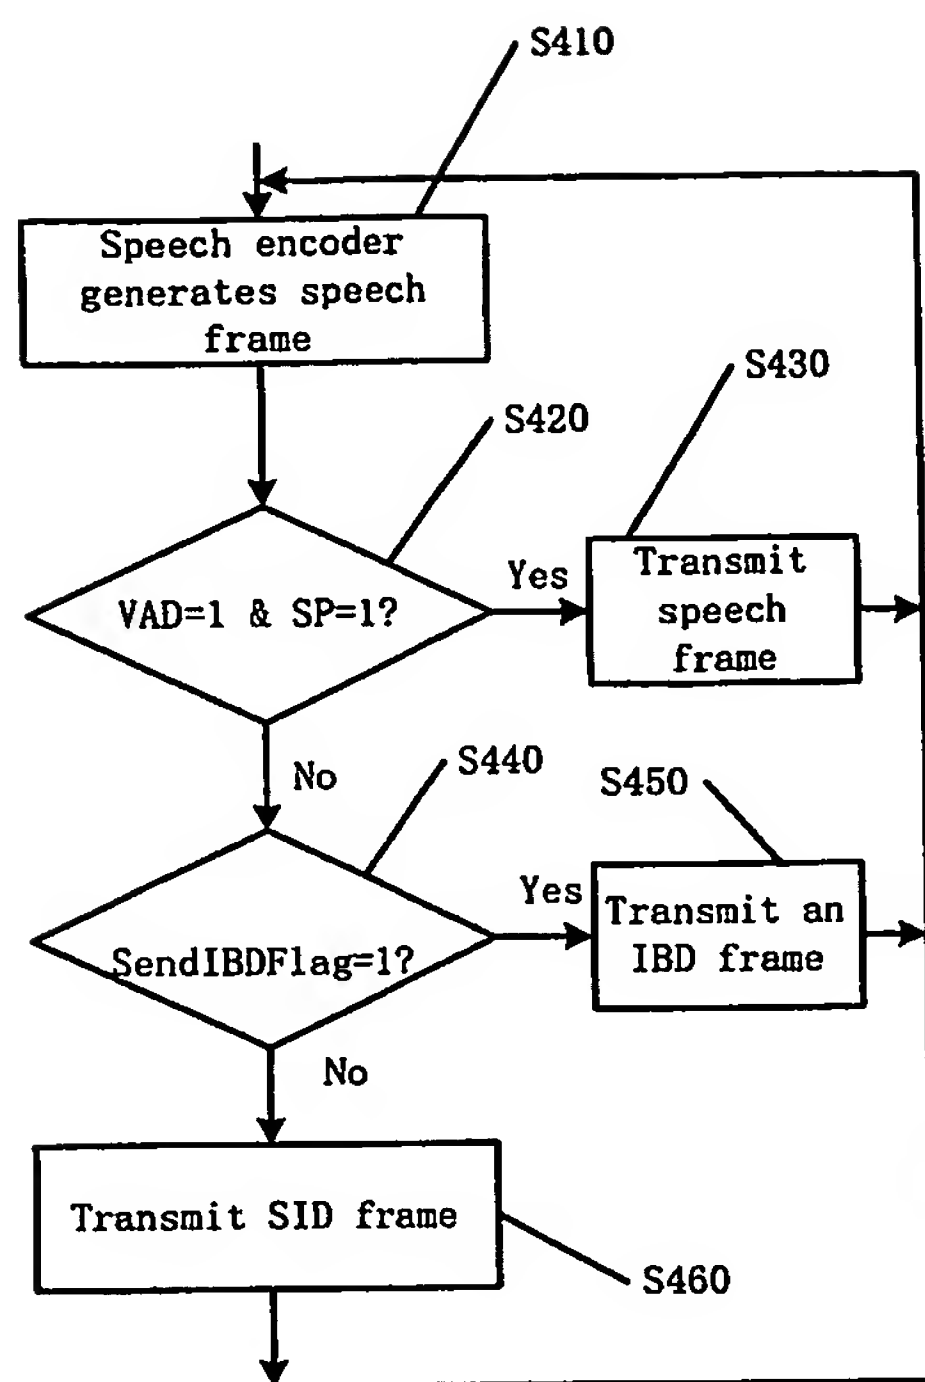 S410
Speech encoder
generates speech
frame
S430
S420
VAD=1 & SP=1?
Yes
Transmit
speech
frame
No
S440
S450
SendIBDFlag=1?
Yes
Transmit an
IBD frame
No
Transmit SID frame
S460